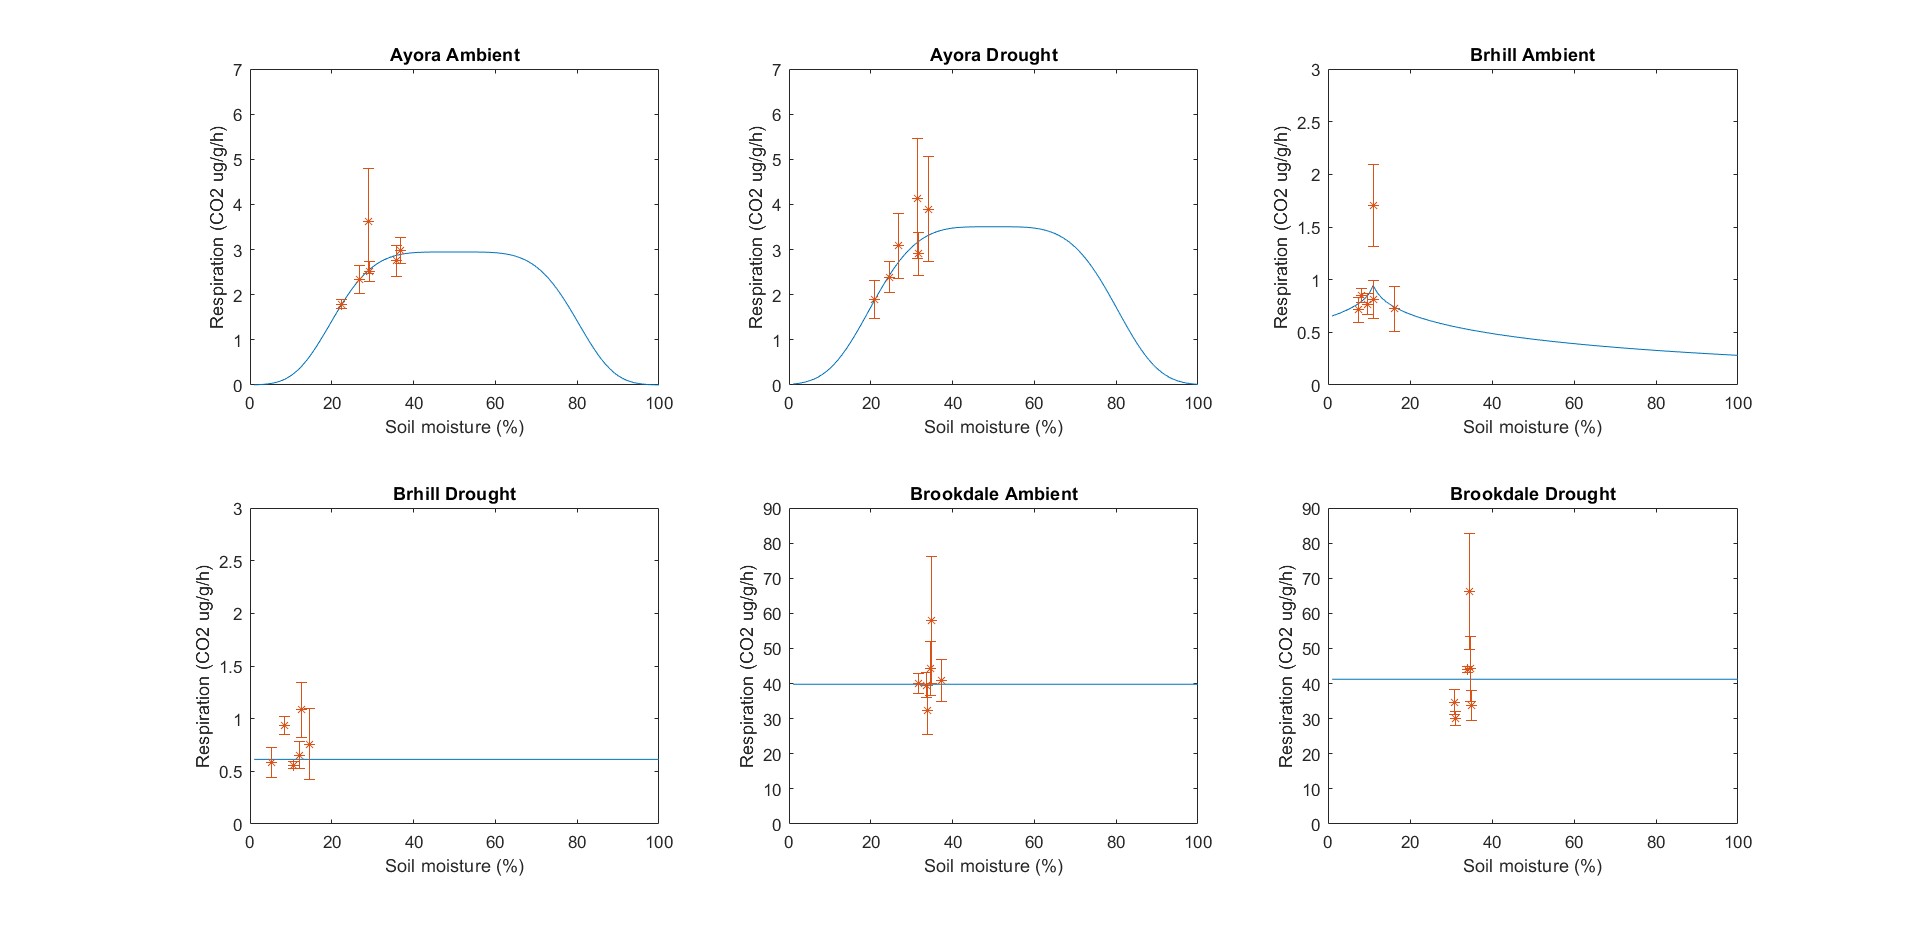 Ayora Ambient
Respiration (CO2 ug/g/h)
7
6
5
4
3
2
1
0
0 20 40 60 80 100
Soil moisture (%)
Ayora Drought
Respiration (CO2 ug/g/h)
7
6
5
4
3
2
1
0
0 20 40 60 80 100
Soil moisture (%)
Brhill Ambient
Respiration (CO2 ug/g/h)
3
2.5
2
1.5
1
0.5
0
0 20 40 60 80 100
Soil moisture (%)
Brhill Drought
Respiration (CO2 ug/g/h)
3
2.5
2
1.5
1
0.5
0
0 20 40 60 80 100
Soil moisture (%)
Brookdale Ambient
Respiration (CO2 ug/g/h)
90
80
70
60
50
40
30
20
10
0
0 20 40 60 80 100
Soil moisture (%)
Brookdale Drought
Respiration (CO2 ug/g/h)
90
80
70
60
50
40
30
20
10
0
0 20 40 60 80 100
Soil moisture (%)